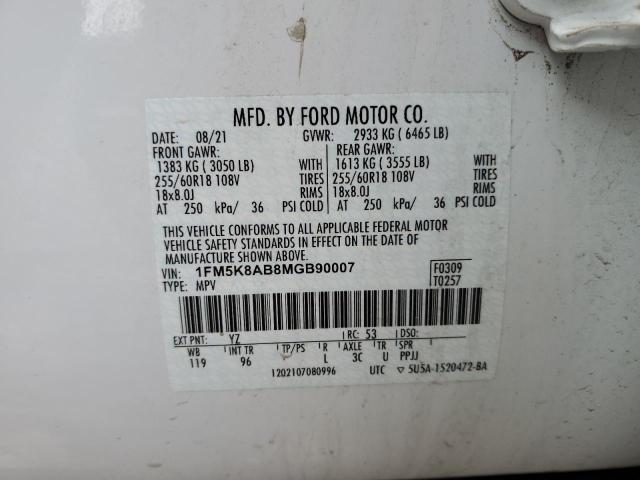 MFD. BY FORD MOTOR CO.
DATE: 08/21 GVWR: 2933 KG ( 6465 LB)
FRONT GAWR: REAR GAWR:
1383 KG ( 3050 LB) WITH 1613 KG ( 3555 LB) WITH
255/60R18 108V TIRES 255/60R18 108V TIRES
18x8.0J RIMS 18x8.0J RIMS
AT 250 kPa/ 36 PSI COLD AT 250 kPa/ 36 PSI COLD
THIS VEHICLE CONFORMS TO ALL APPLICABLE FEDERAL MOTOR
VEHICLE SAFETY STANDARDS IN EFFECT ON THE DATE OF
MANUFACTURE SHOWN ABOVE.
VIN: 1FM5K8AB8MGB90007 F0309
TYPE: MPV T0257
EXT PNT: YZ RC: 53 DSO:
WB INT TR TP/PS R AXLE TR SPR
119 96 L 3C U PPJJ
1202107080996 UTC ▽ 5U5A-1520472-BA